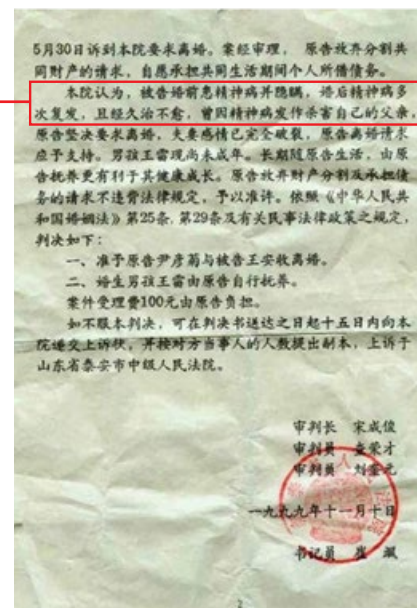 5月30日诉到本院要求离婚。案经审理， 原告放弃分割共
同财产的请求，自愿承担共同生活期间个人所借债务。
本院认为，被告婚前患精神病并隐瞒，婚后精神病多
次复发，且经久治不愈，曾因精神病发作杀害自己的父亲，
原告坚决要求离婚，夫妻感情已完全破裂，原告离婚请求
应予支持。男孩王雷现尚未成年。长期随原告生活，由原
告抚养更有利于其健康成长。原告放弃财产分割及承担债
务的请求不违背法律规定，予以准许。依照《中华人民共
和国婚姻法》第25条，第29条及有关民事法律政策之规定，
判决如下：
一、准予原告尹彦菊与被告王安收离婚。
二、婚生男孩王雷由原告自行抚养。
案件受理费100元由原告负担。
如不服本判决，可在判决书送达之日起十五日内向本
院递交上诉状，并按对方当事人的人数提出副本，上诉于
山东省泰安市中级人民法院。
审判长 宋成俊
审判员 荣才
审判员 刘元
一九九九年十一月十日
书记员 崔飒
2